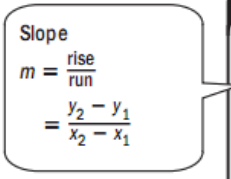 Slope
m = rise/run
= y₂ − y₁/x₂ − x₁